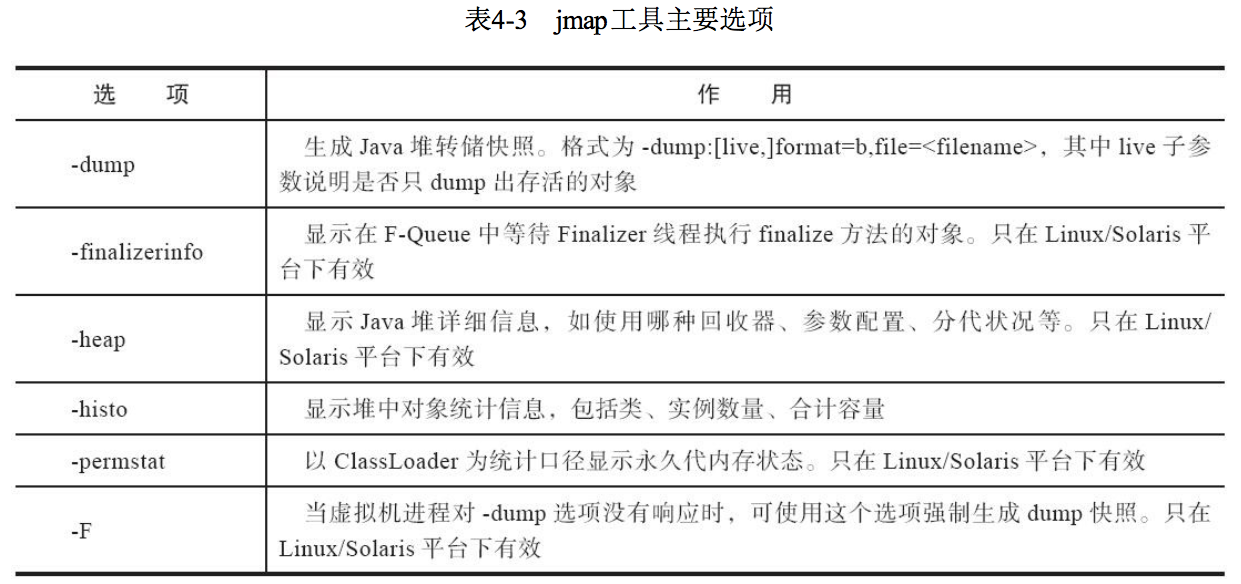 表4-3 jmap工具主要选项
选 项
作 用
-dump
生成 Java 堆转储快照。格式为 -dump:[live,]format=b,file=<filename>，其中 live 子参
数说明是否只 dump 出存活的对象
-finalizerinfo
显示在 F-Queue 中等待 Finalizer 线程执行 finalize 方法的对象。只在 Linux/Solaris 平
台下有效
-heap
显示 Java 堆详细信息，如使用哪种回收器、参数配置、分代状况等。只在 Linux/
Solaris 平台下有效
-histo
显示堆中对象统计信息，包括类、实例数量、合计容量
-permstat
以 ClassLoader 为统计口径显示永久代内存状态。只在 Linux/Solaris 平台下有效
-F
当虚拟机进程对 -dump 选项没有响应时，可使用这个选项强制生成 dump 快照。只在
Linux/Solaris 平台下有效